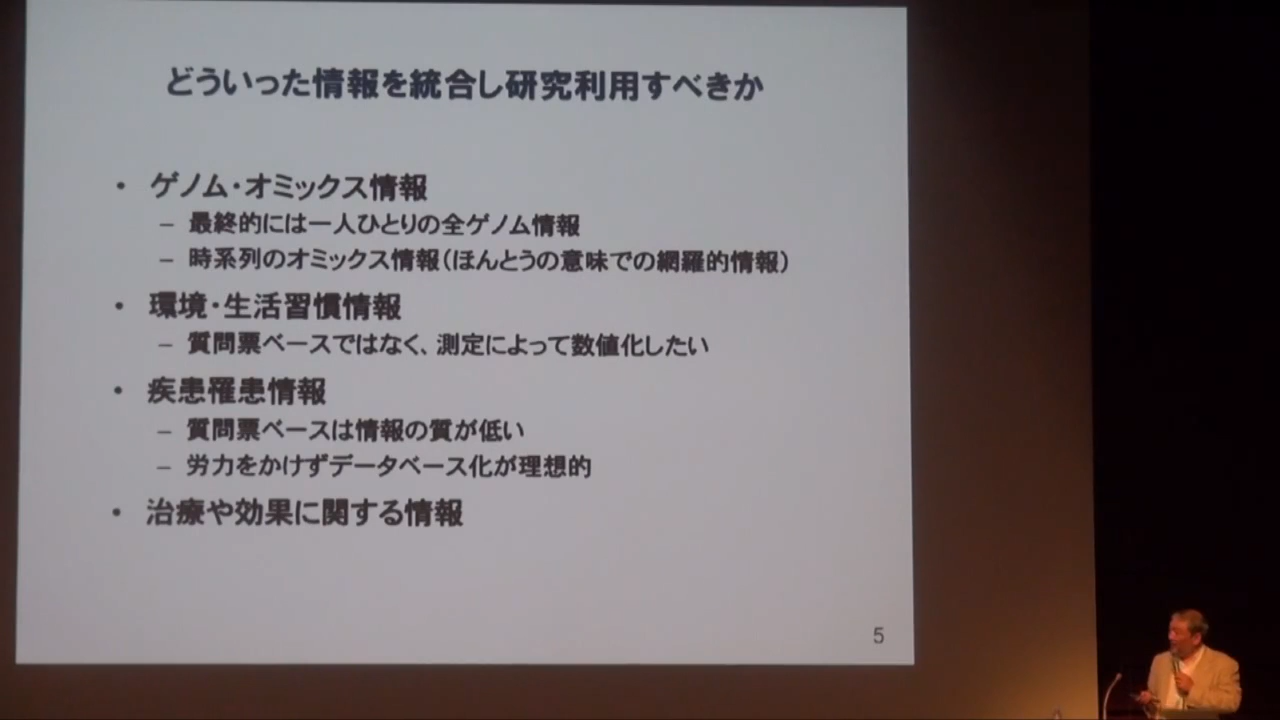 どういった情報を統合し研究利用すべきか
• ゲノム・オミックス情報
– 最終的には一人ひとりの全ゲノム情報
– 時系列のオミックス情報(ほんとうの意味での網羅的情報)
• 環境・生活習慣情報
– 質問票ベースではなく、測定によって数値化したい
• 疾患罹患情報
– 質問票ベースは情報の質が低い
– 労力をかけずデータベース化が理想的
• 治療や効果に関する情報
5